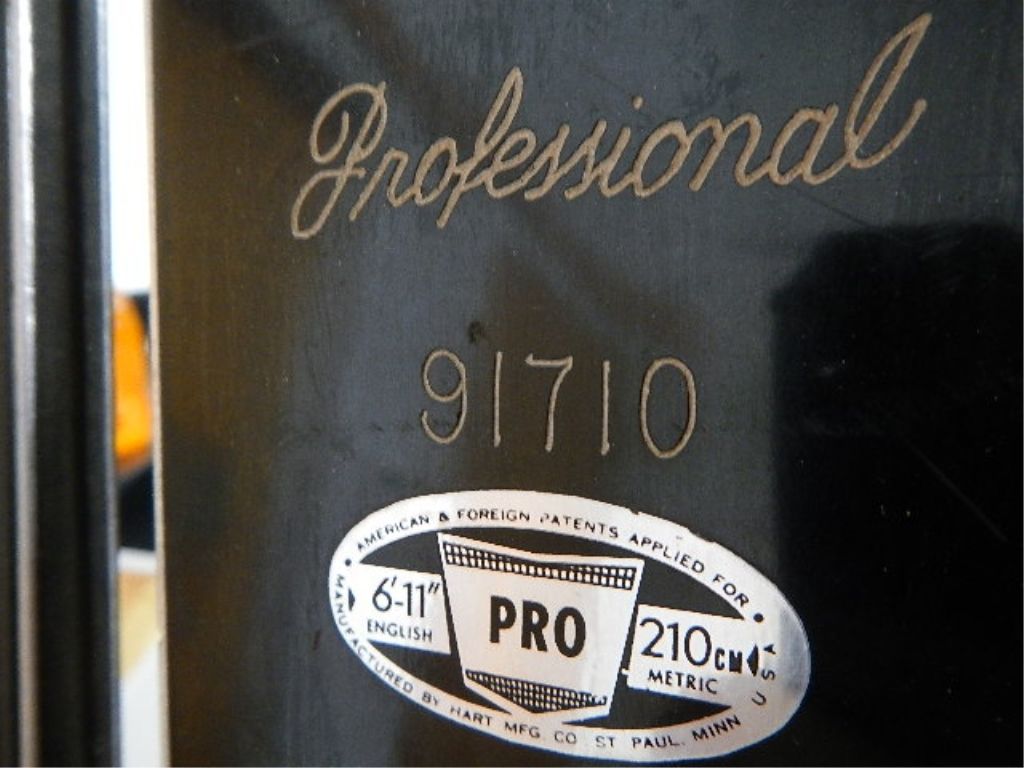 Professional
91710
• AMERICAN & FOREIGN PATENTS APPLIED FOR •
6'-11"
ENGLISH
PRO
210CM
METRIC
MANUFACTURED BY HART MFG CO ST PAUL. MINN U S A